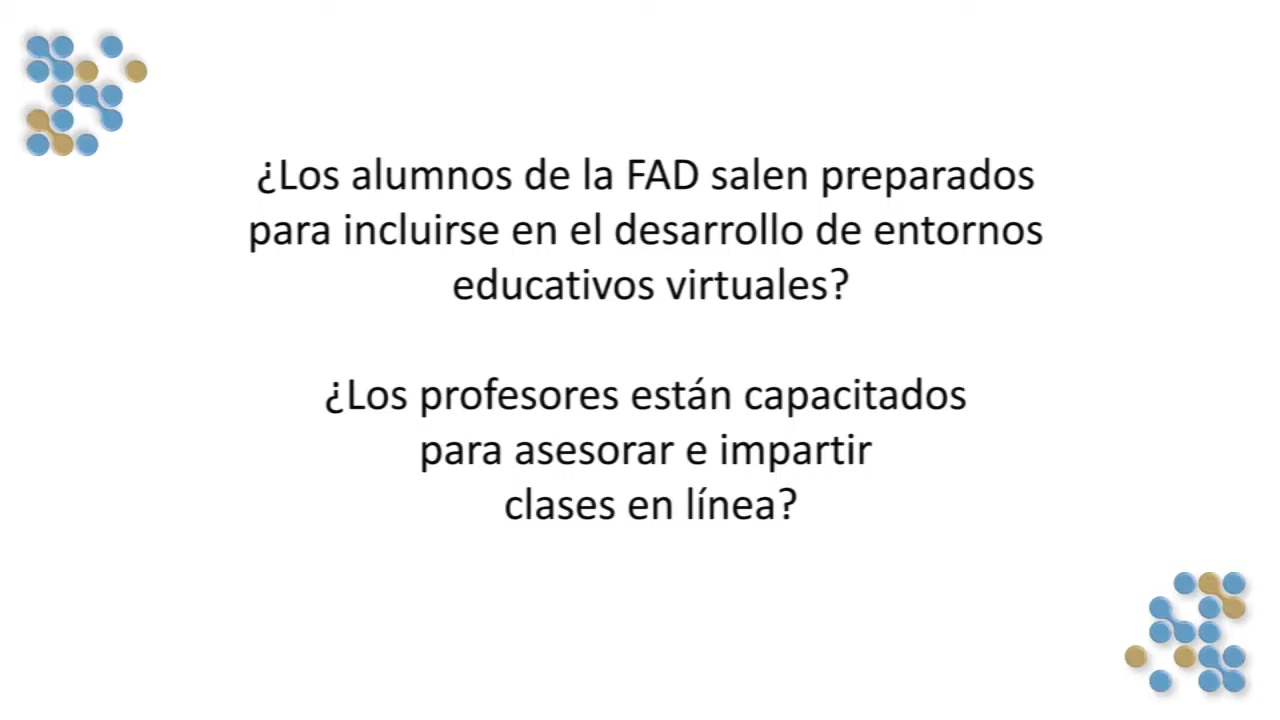 ¿Los alumnos de la FAD salen preparados
para incluirse en el desarrollo de entornos
educativos virtuales?
¿Los profesores están capacitados
para asesorar e impartir
clases en línea?